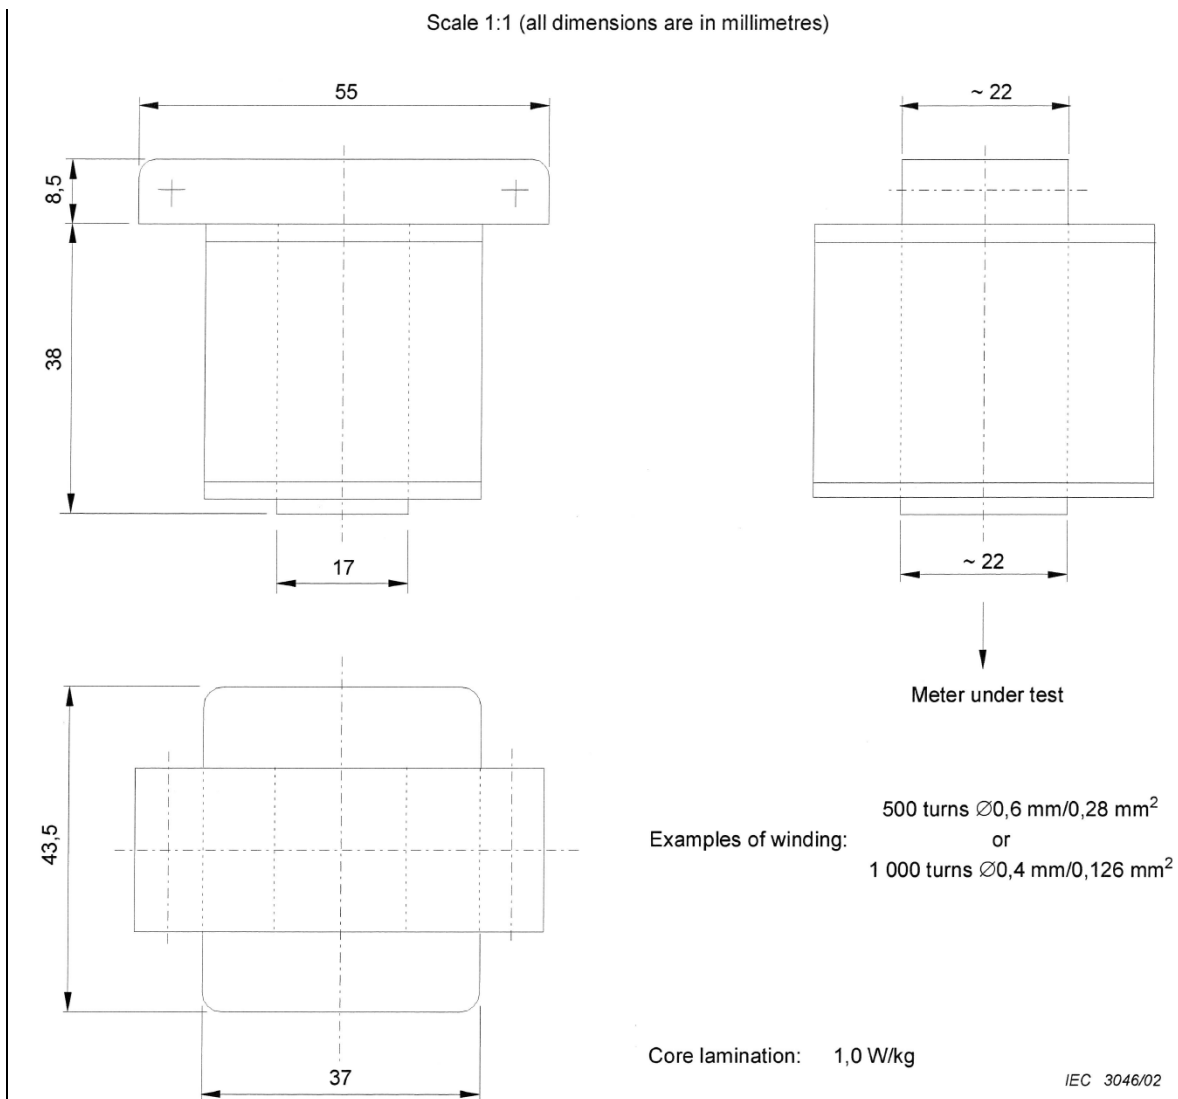 Scale 1:1 (all dimensions are in millimetres)
55
~ 22
8,5
38
17
~ 22
Meter under test
43,5
500 turns ∅0,6 mm/0,28 mm²
Examples of winding: or
1 000 turns ∅0,4 mm/0,126 mm²
Core lamination: 1,0 W/kg
37
IEC 3046/02